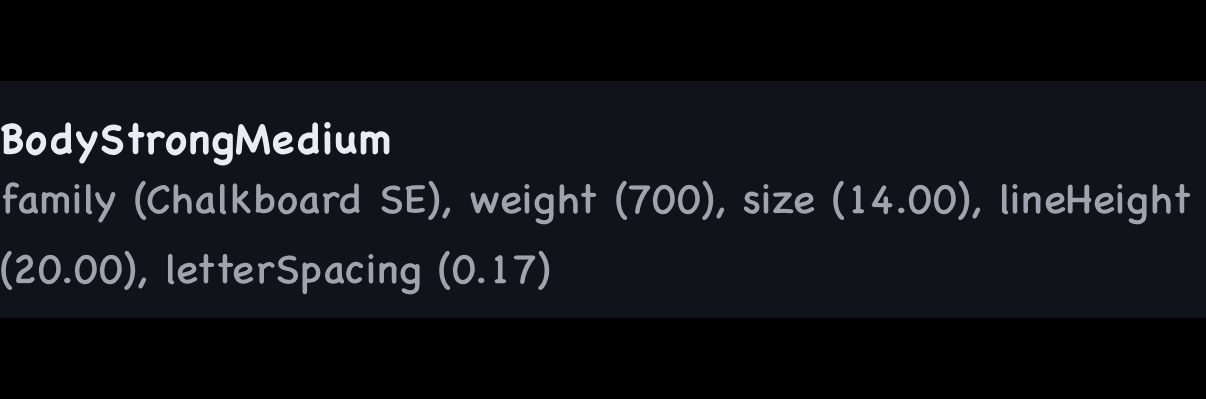 BodyStrongMedium
family (Chalkboard SE), weight (700), size (14.00), lineHeight
(20.00), letterSpacing (0.17)